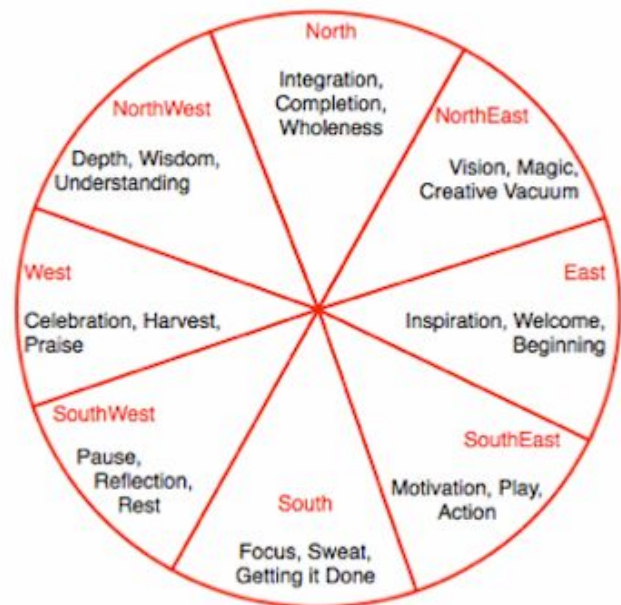 North
Integration,
Completion,
Wholeness
NorthEast
Vision, Magic,
Creative Vacuum
East
Inspiration, Welcome,
Beginning
SouthEast
Motivation, Play,
Action
South
Focus, Sweat,
Getting it Done
SouthWest
Pause,
Reflection,
Rest
West
Celebration, Harvest,
Praise
NorthWest
Depth, Wisdom,
Understanding